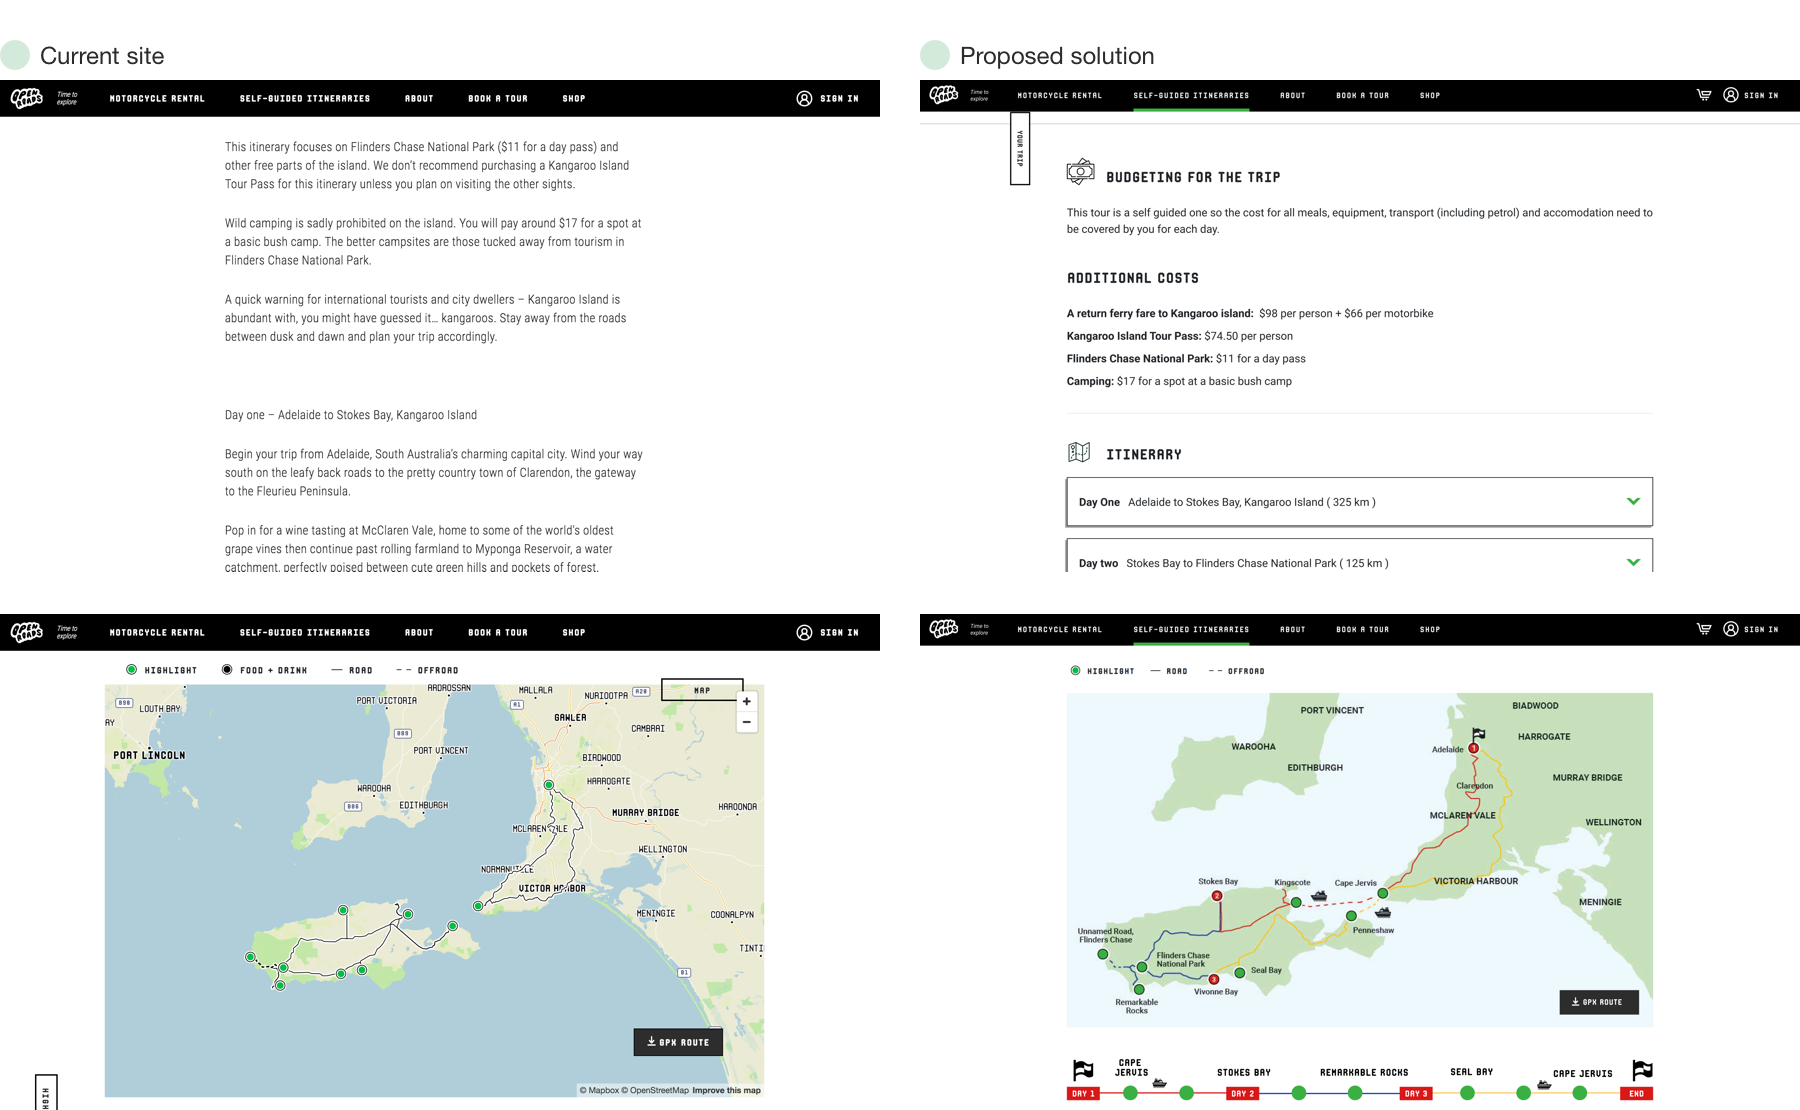 Current site
Time to explore
MOTORCYCLE RENTAL
SELF-GUIDED ITINERARIES
ABOUT
BOOK A TOUR
SHOP
SIGN IN
This itinerary focuses on Flinders Chase National Park ($11 for a day pass) and
other free parts of the island. We don't recommend purchasing a Kangaroo Island
Tour Pass for this itinerary unless you plan on visiting the other sights.
Wild camping is sadly prohibited on the island. You will pay around $17 for a spot at
a basic bush camp. The better campsites are those tucked away from tourism in
Flinders Chase National Park.
A quick warning for international tourists and city dwellers – Kangaroo Island is
abundant with, you might have guessed it… kangaroos. Stay away from the roads
between dusk and dawn and plan your trip accordingly.
Day one – Adelaide to Stokes Bay, Kangaroo Island
Begin your trip from Adelaide, South Australia's charming capital city. Wind your way
south on the leafy back roads to the pretty country town of Clarendon, the gateway
to the Fleurieu Peninsula.
Pop in for a wine tasting at McClaren Vale, home to some of the world's oldest
grape vines then continue past rolling farmland to Myponga Reservoir, a water
catchment, perfectly poised between cute green hills and pockets of forest.
Proposed solution
Time to explore
MOTORCYCLE RENTAL
SELF-GUIDED ITINERARIES
ABOUT
BOOK A TOUR
SHOP
SIGN IN
YOUR TRIP
BUDGETING FOR THE TRIP
This tour is a self guided one so the cost for all meals, equipment, transport (including petrol) and accomodation need to
be covered by you for each day.
ADDITIONAL COSTS
A return ferry fare to Kangaroo island: $98 per person + $66 per motorbike
Kangaroo Island Tour Pass: $74.50 per person
Flinders Chase National Park: $11 for a day pass
Camping: $17 for a spot at a basic bush camp
ITINERARY
Day One Adelaide to Stokes Bay, Kangaroo Island ( 325 km )
Day two Stokes Bay to Flinders Chase National Park ( 125 km )
Time to explore
MOTORCYCLE RENTAL
SELF-GUIDED ITINERARIES
ABOUT
BOOK A TOUR
SHOP
SIGN IN
HIGHLIGHT
FOOD + DRINK
ROAD
OFFROAD
MAP
+
−
ARDROSSAN
MALLALA
A20
PORT VICTORIA
NURIOOTPA
B90
LOUTH BAY
A1
GAWLER
AY
CAMBRAI
B89
PORT LINCOLN
PORT VINCENT
BIRDWOOD
HARROGATE
WAROOHA
B86
EDITHBURGH
MURRAY BRIDGE
KAROONDA
MCLAREN VALE
WELLINGTON
NORMANVILLE
VICTOR HARBOR
MENINGIE
COONALPYN
TINTI
B1
GPX ROUTE
© Mapbox © OpenStreetMap Improve this map
HIGH
Time to explore
MOTORCYCLE RENTAL
SELF-GUIDED ITINERARIES
ABOUT
BOOK A TOUR
SHOP
SIGN IN
HIGHLIGHT
ROAD
OFFROAD
PORT VINCENT
BIADWOOD
WAROOHA
Adelaide
1
HARROGATE
EDITHBURGH
MURRAY BRIDGE
Clarendon
MCLAREN VALE
WELLINGTON
Stokes Bay
2
Kingscote
Cape Jervis
VICTORIA HARBOUR
MENINGIE
Penneshaw
Unnamed Road,
Flinders Chase
Flinders Chase
National Park
Seal Bay
3
Vivonne Bay
Remarkable
Rocks
GPX ROUTE
CAPE
JERVIS
STOKES BAY
REMARKABLE ROCKS
SEAL BAY
CAPE JERVIS
DAY 1
DAY 2
DAY 3
END